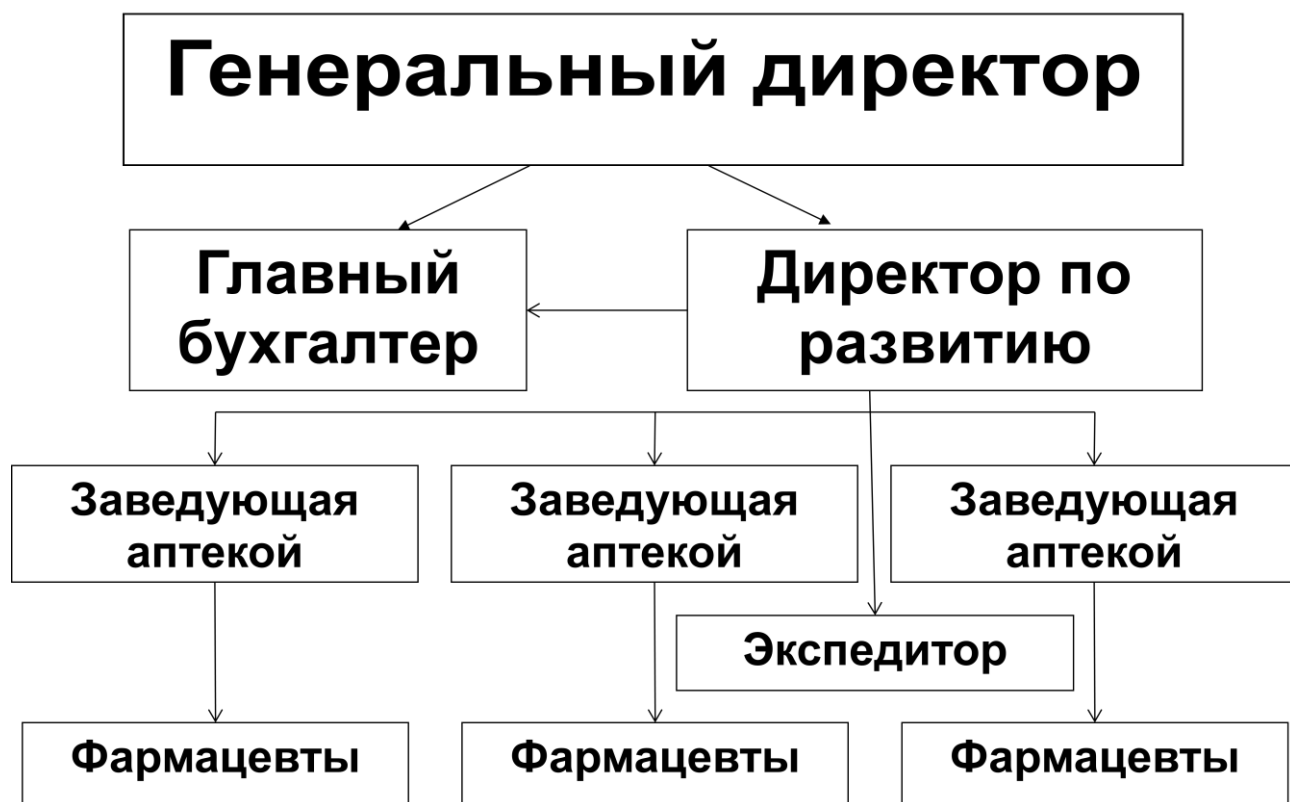 Генеральный директор
Главный
бухгалтер
Директор по
развитию
Заведующая
аптекой
Заведующая
аптекой
Заведующая
аптекой
Экспедитор
Фармацевты
Фармацевты
Фармацевты